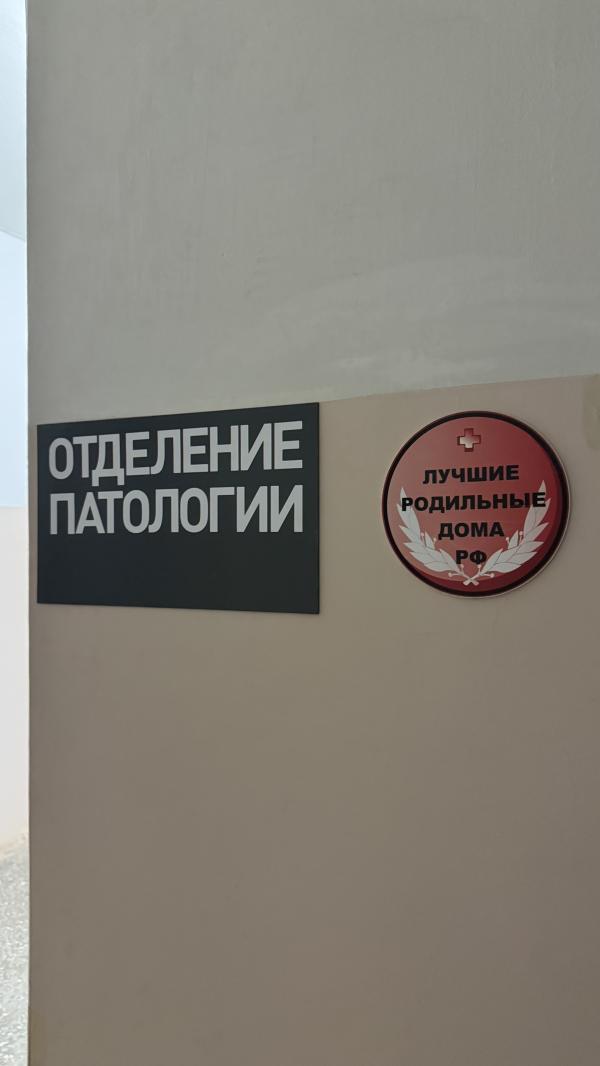 ОТДЕЛЕНИЕ
ПАТОЛОГИИ
ЛУЧШИЕ
РОДИЛЬНЫЕ
ДОМА
РФ